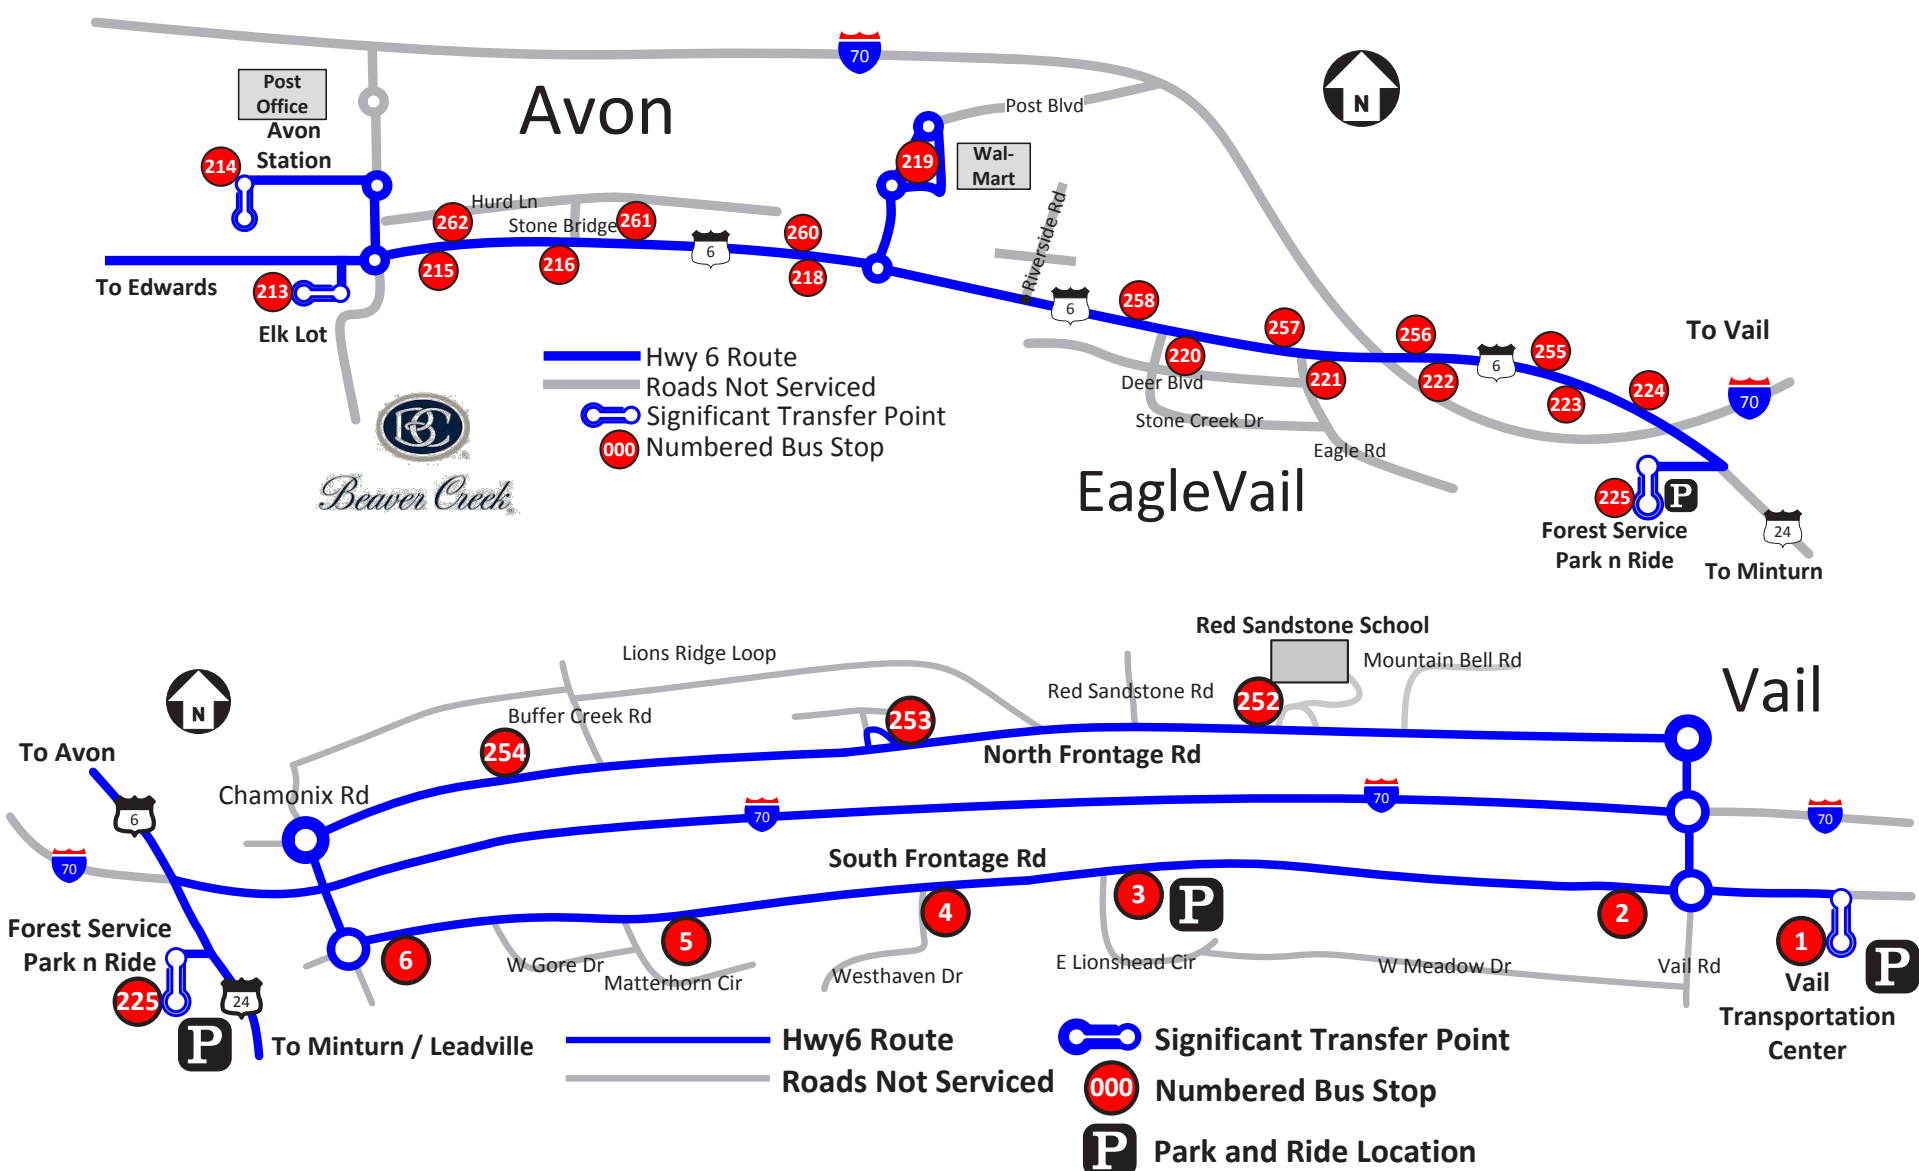 70
Post
Office
Avon
N
Post Blvd
Avon
Station
214
219
Wal-
Mart
Hurd Ln
262
Stone Bridge
261
260
6
Riverside Rd
215
216
218
To Edwards
213
Elk Lot
6
258
257
256
255
To Vail
220
221
222
6
223
224
70
Deer Blvd
Stone Creek Dr
Eagle Rd
EagleVail
Hwy 6 Route
Roads Not Serviced
Significant Transfer Point
000
Numbered Bus Stop
BC
Beaver Creek
225
P
Forest Service
Park n Ride
24
To Minturn
Red Sandstone School
Lions Ridge Loop
Mountain Bell Rd
Vail
N
Red Sandstone Rd
252
Buffer Creek Rd
253
254
North Frontage Rd
To Avon
Chamonix Rd
6
70
70
70
70
South Frontage Rd
3
P
4
2
5
6
1
P
Forest Service
Park n Ride
225
P
24
W Gore Dr
Matterhorn Cir
Westhaven Dr
E Lionshead Cir
W Meadow Dr
Vail Rd
Vail
Transportation
Center
To Minturn / Leadville
Hwy6 Route
Roads Not Serviced
Significant Transfer Point
000
Numbered Bus Stop
P
Park and Ride Location